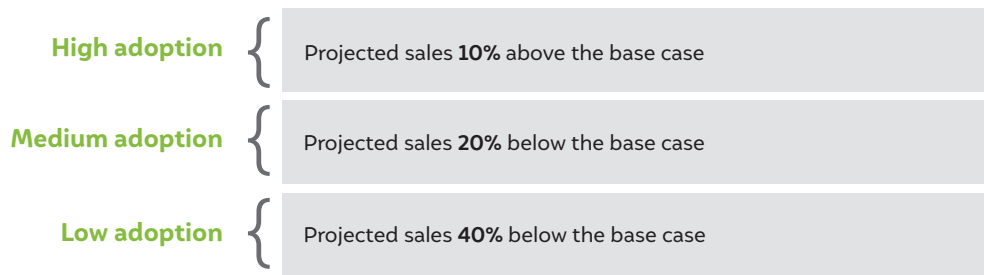 High adoption
Projected sales 10% above the base case
Medium adoption
Projected sales 20% below the base case
Low adoption
Projected sales 40% below the base case